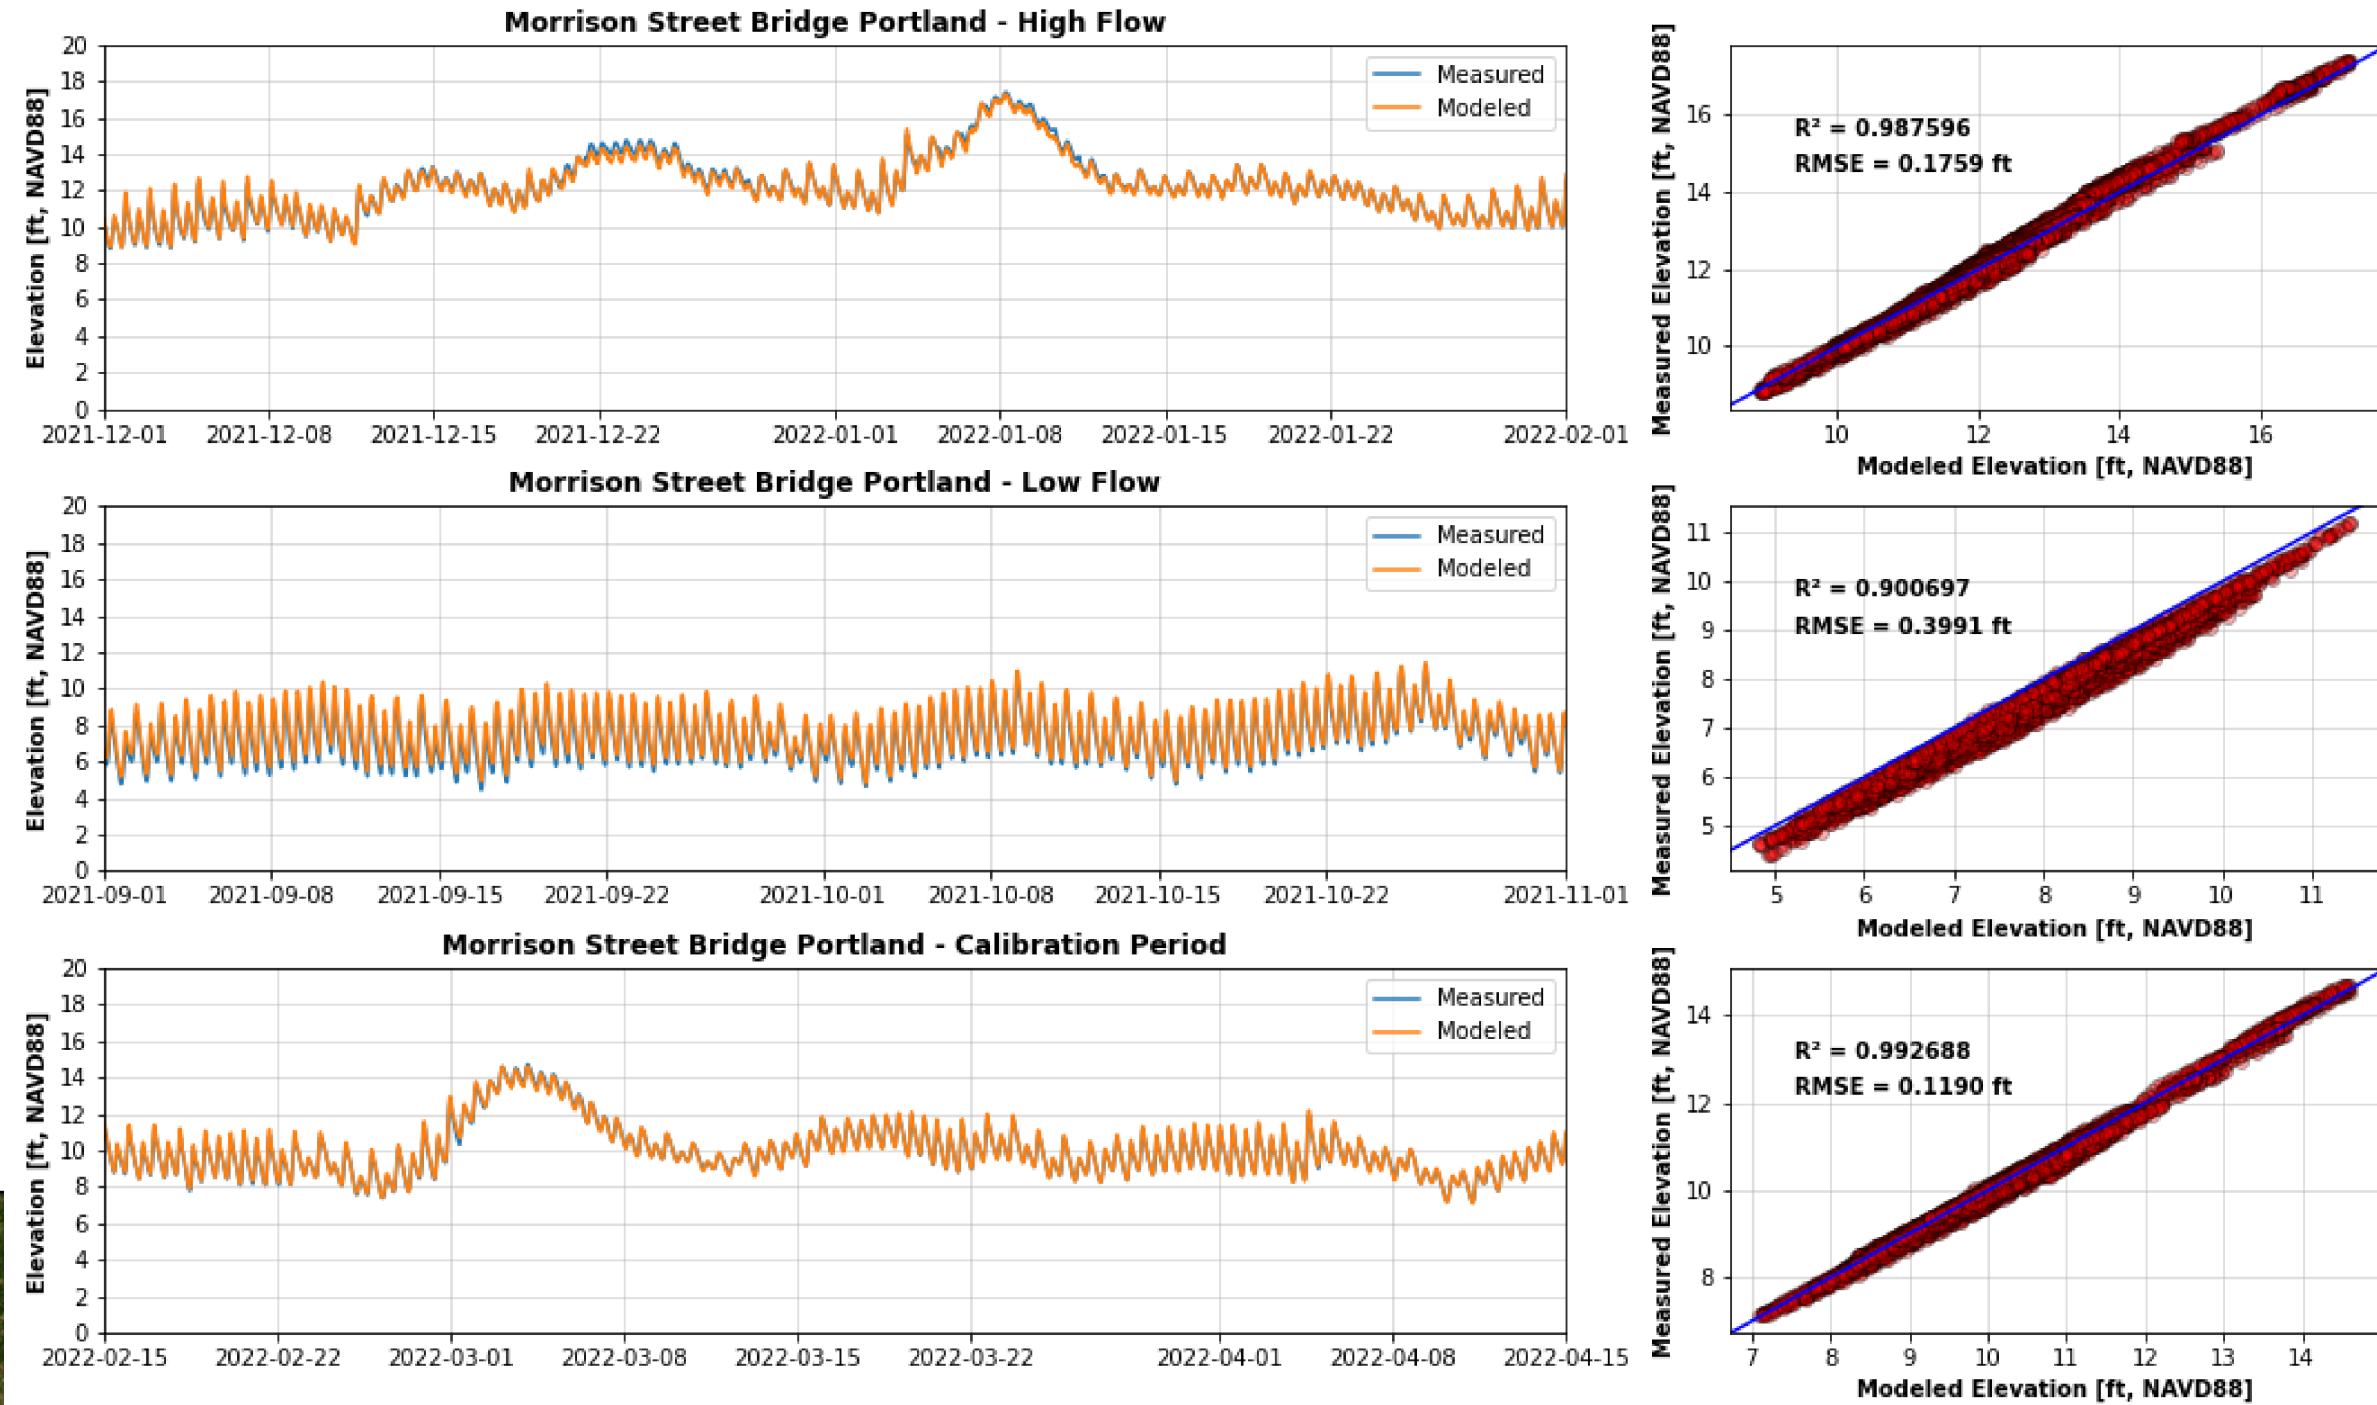 Morrison Street Bridge Portland - High Flow
Elevation [ft, NAVD88]
20
18
16
14
12
10
8
6
4
2
0
Measured
Modeled
2021-12-01 2021-12-08 2021-12-15 2021-12-22 2022-01-01 2022-01-08 2022-01-15 2022-01-22 2022-02-01
Measured Elevation [ft, NAVD88]
16
14
12
10
R² = 0.987596
RMSE = 0.1759 ft
10 12 14 16
Modeled Elevation [ft, NAVD88]
Morrison Street Bridge Portland - Low Flow
Elevation [ft, NAVD88]
20
18
16
14
12
10
8
6
4
2
0
Measured
Modeled
2021-09-01 2021-09-08 2021-09-15 2021-09-22 2021-10-01 2021-10-08 2021-10-15 2021-10-22 2021-11-01
Measured Elevation [ft, NAVD88]
11
10
9
8
7
6
5
R² = 0.900697
RMSE = 0.3991 ft
5 6 7 8 9 10 11
Modeled Elevation [ft, NAVD88]
Morrison Street Bridge Portland - Calibration Period
Elevation [ft, NAVD88]
20
18
16
14
12
10
8
6
4
2
0
Measured
Modeled
2022-02-15 2022-02-22 2022-03-01 2022-03-08 2022-03-15 2022-03-22 2022-04-01 2022-04-08 2022-04-15
Measured Elevation [ft, NAVD88]
14
12
10
8
R² = 0.992688
RMSE = 0.1190 ft
7 8 9 10 11 12 13 14
Modeled Elevation [ft, NAVD88]